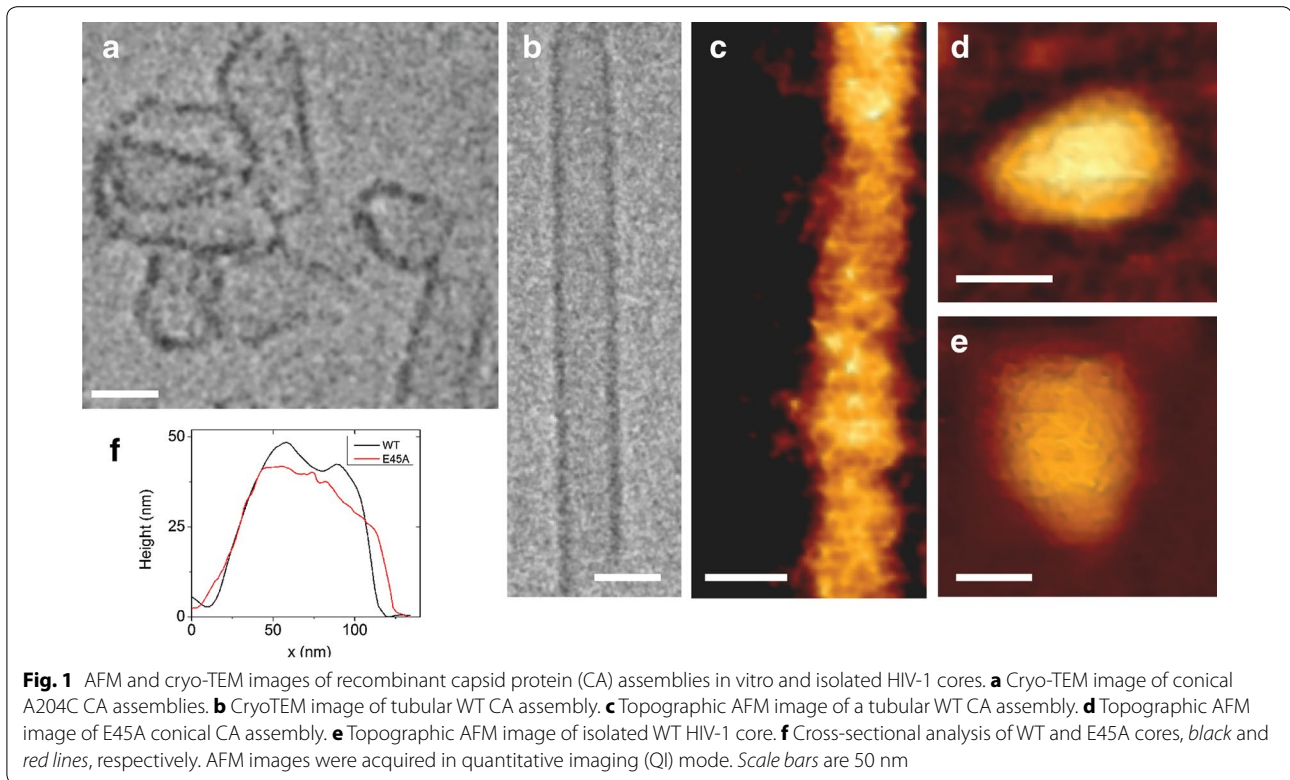 a
b
c
d
e
f
50
25
0
Height (nm)
0 50 100
x (nm)
WT
E45A
Fig. 1 AFM and cryo-TEM images of recombinant capsid protein (CA) assemblies in vitro and isolated HIV-1 cores. a Cryo-TEM image of conical
A204C CA assemblies. b CryoTEM image of tubular WT CA assembly. c Topographic AFM image of a tubular WT CA assembly. d Topographic AFM
image of E45A conical CA assembly. e Topographic AFM image of isolated WT HIV-1 core. f Cross-sectional analysis of WT and E45A cores, black and
red lines, respectively. AFM images were acquired in quantitative imaging (QI) mode. Scale bars are 50 nm